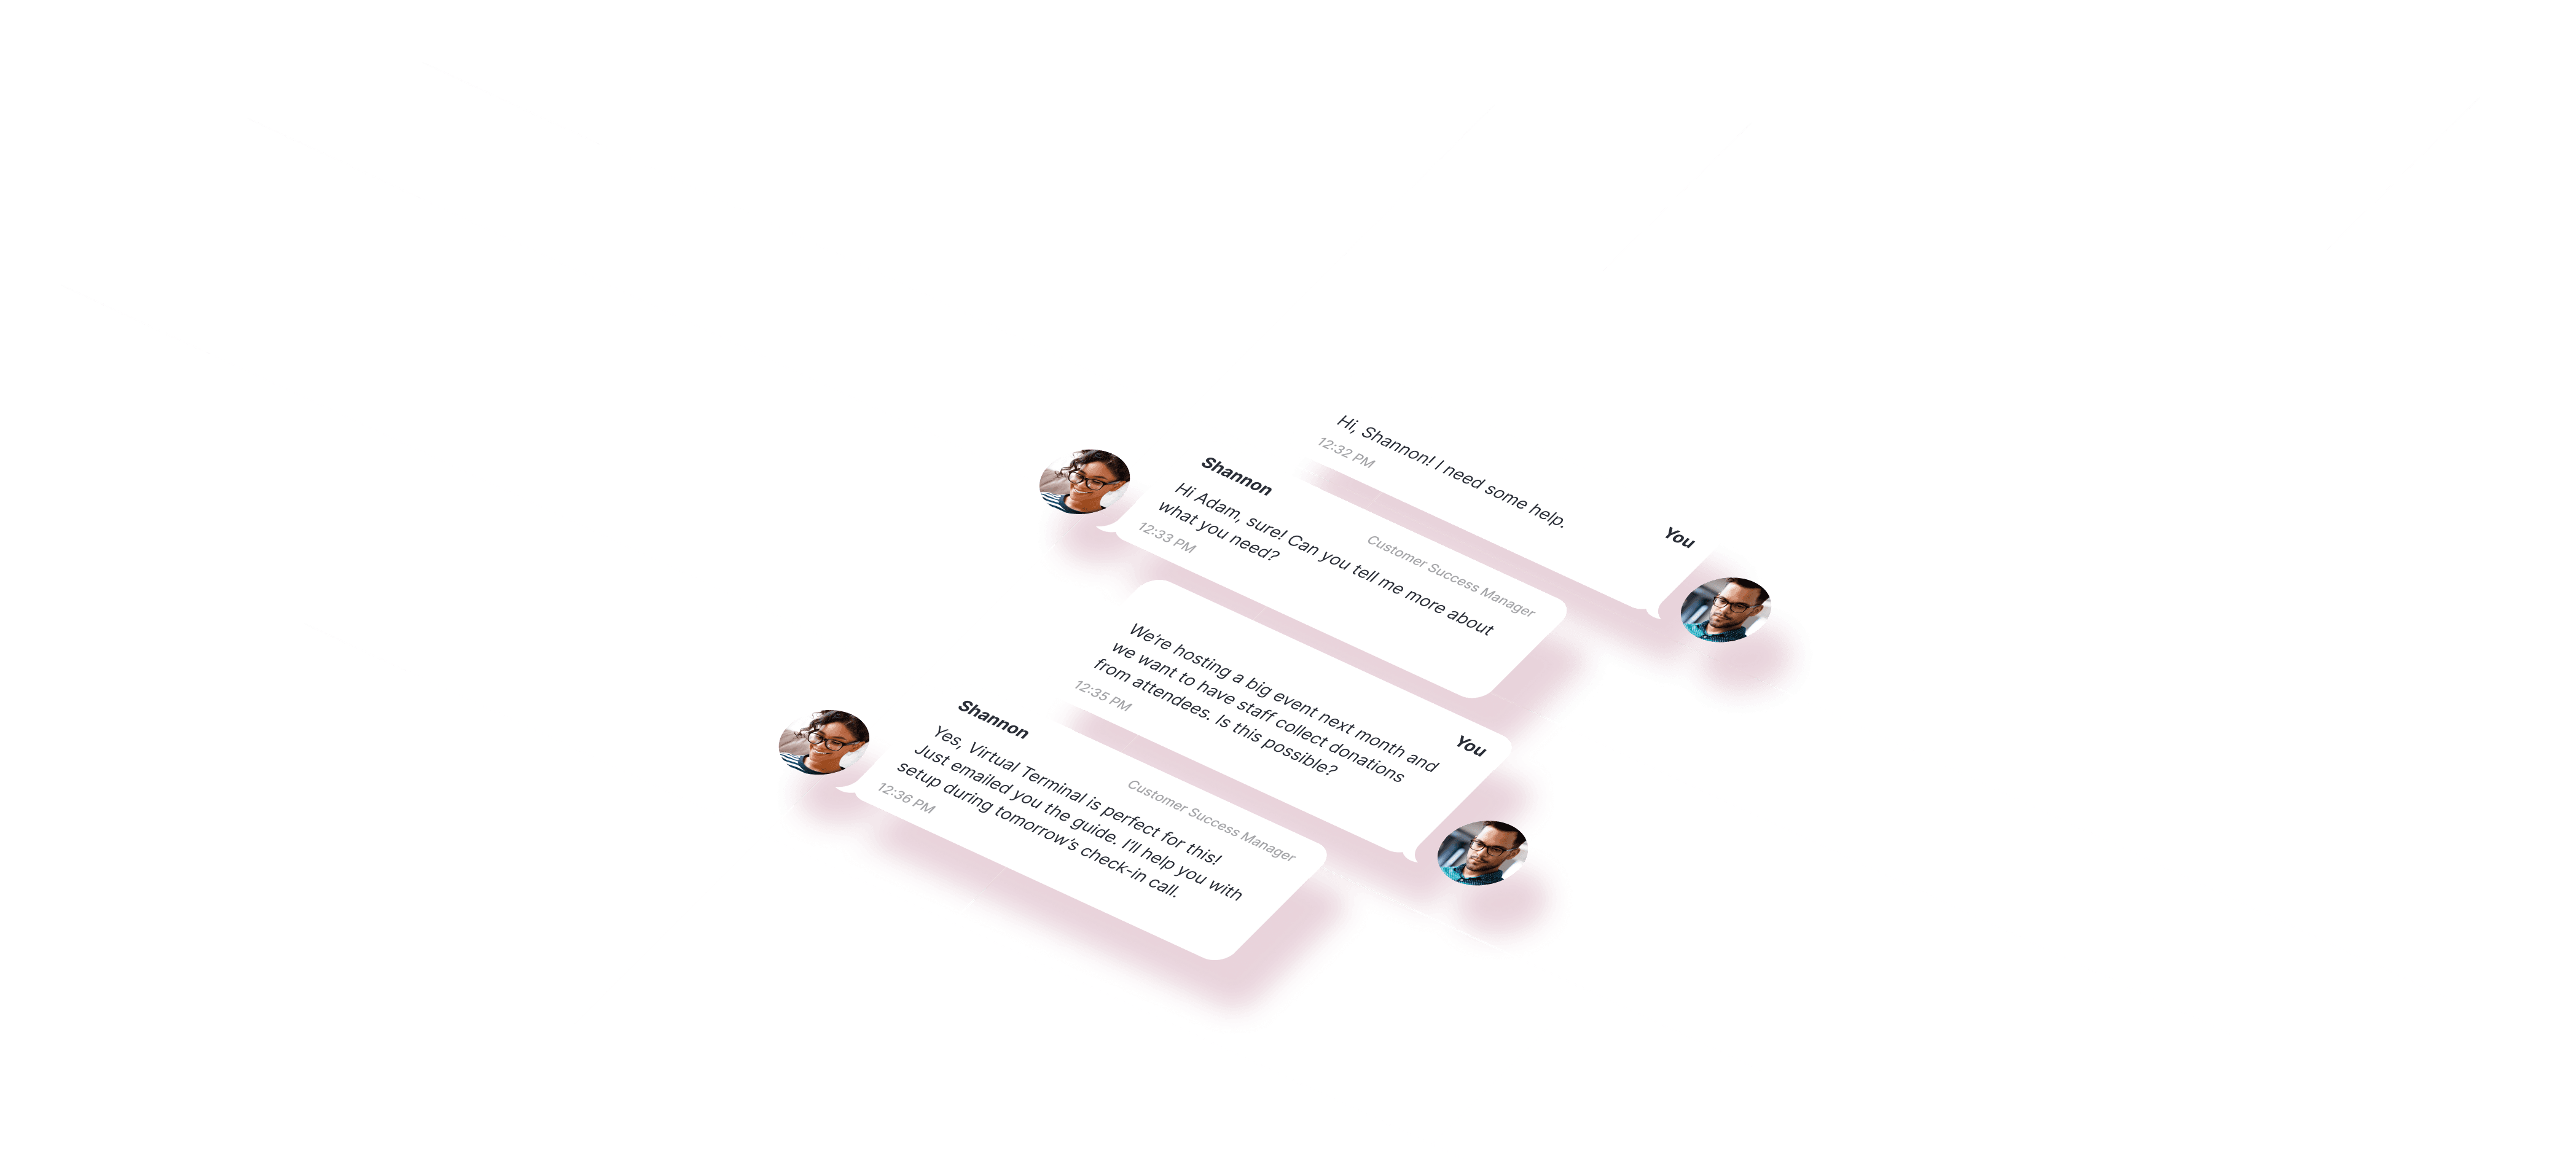 You
Hi, Shannon! I need some help.
12:32 PM
Shannon
Customer Success Manager
Hi Adam, sure! Can you tell me more about
what you need?
12:33 PM
You
We're hosting a big event next month and
we want to have staff collect donations
from attendees. Is this possible?
12:35 PM
Shannon
Customer Success Manager
Yes, Virtual Terminal is perfect for this!
Just emailed you the guide. I'll help you with
setup during tomorrow's check-in call.
12:36 PM